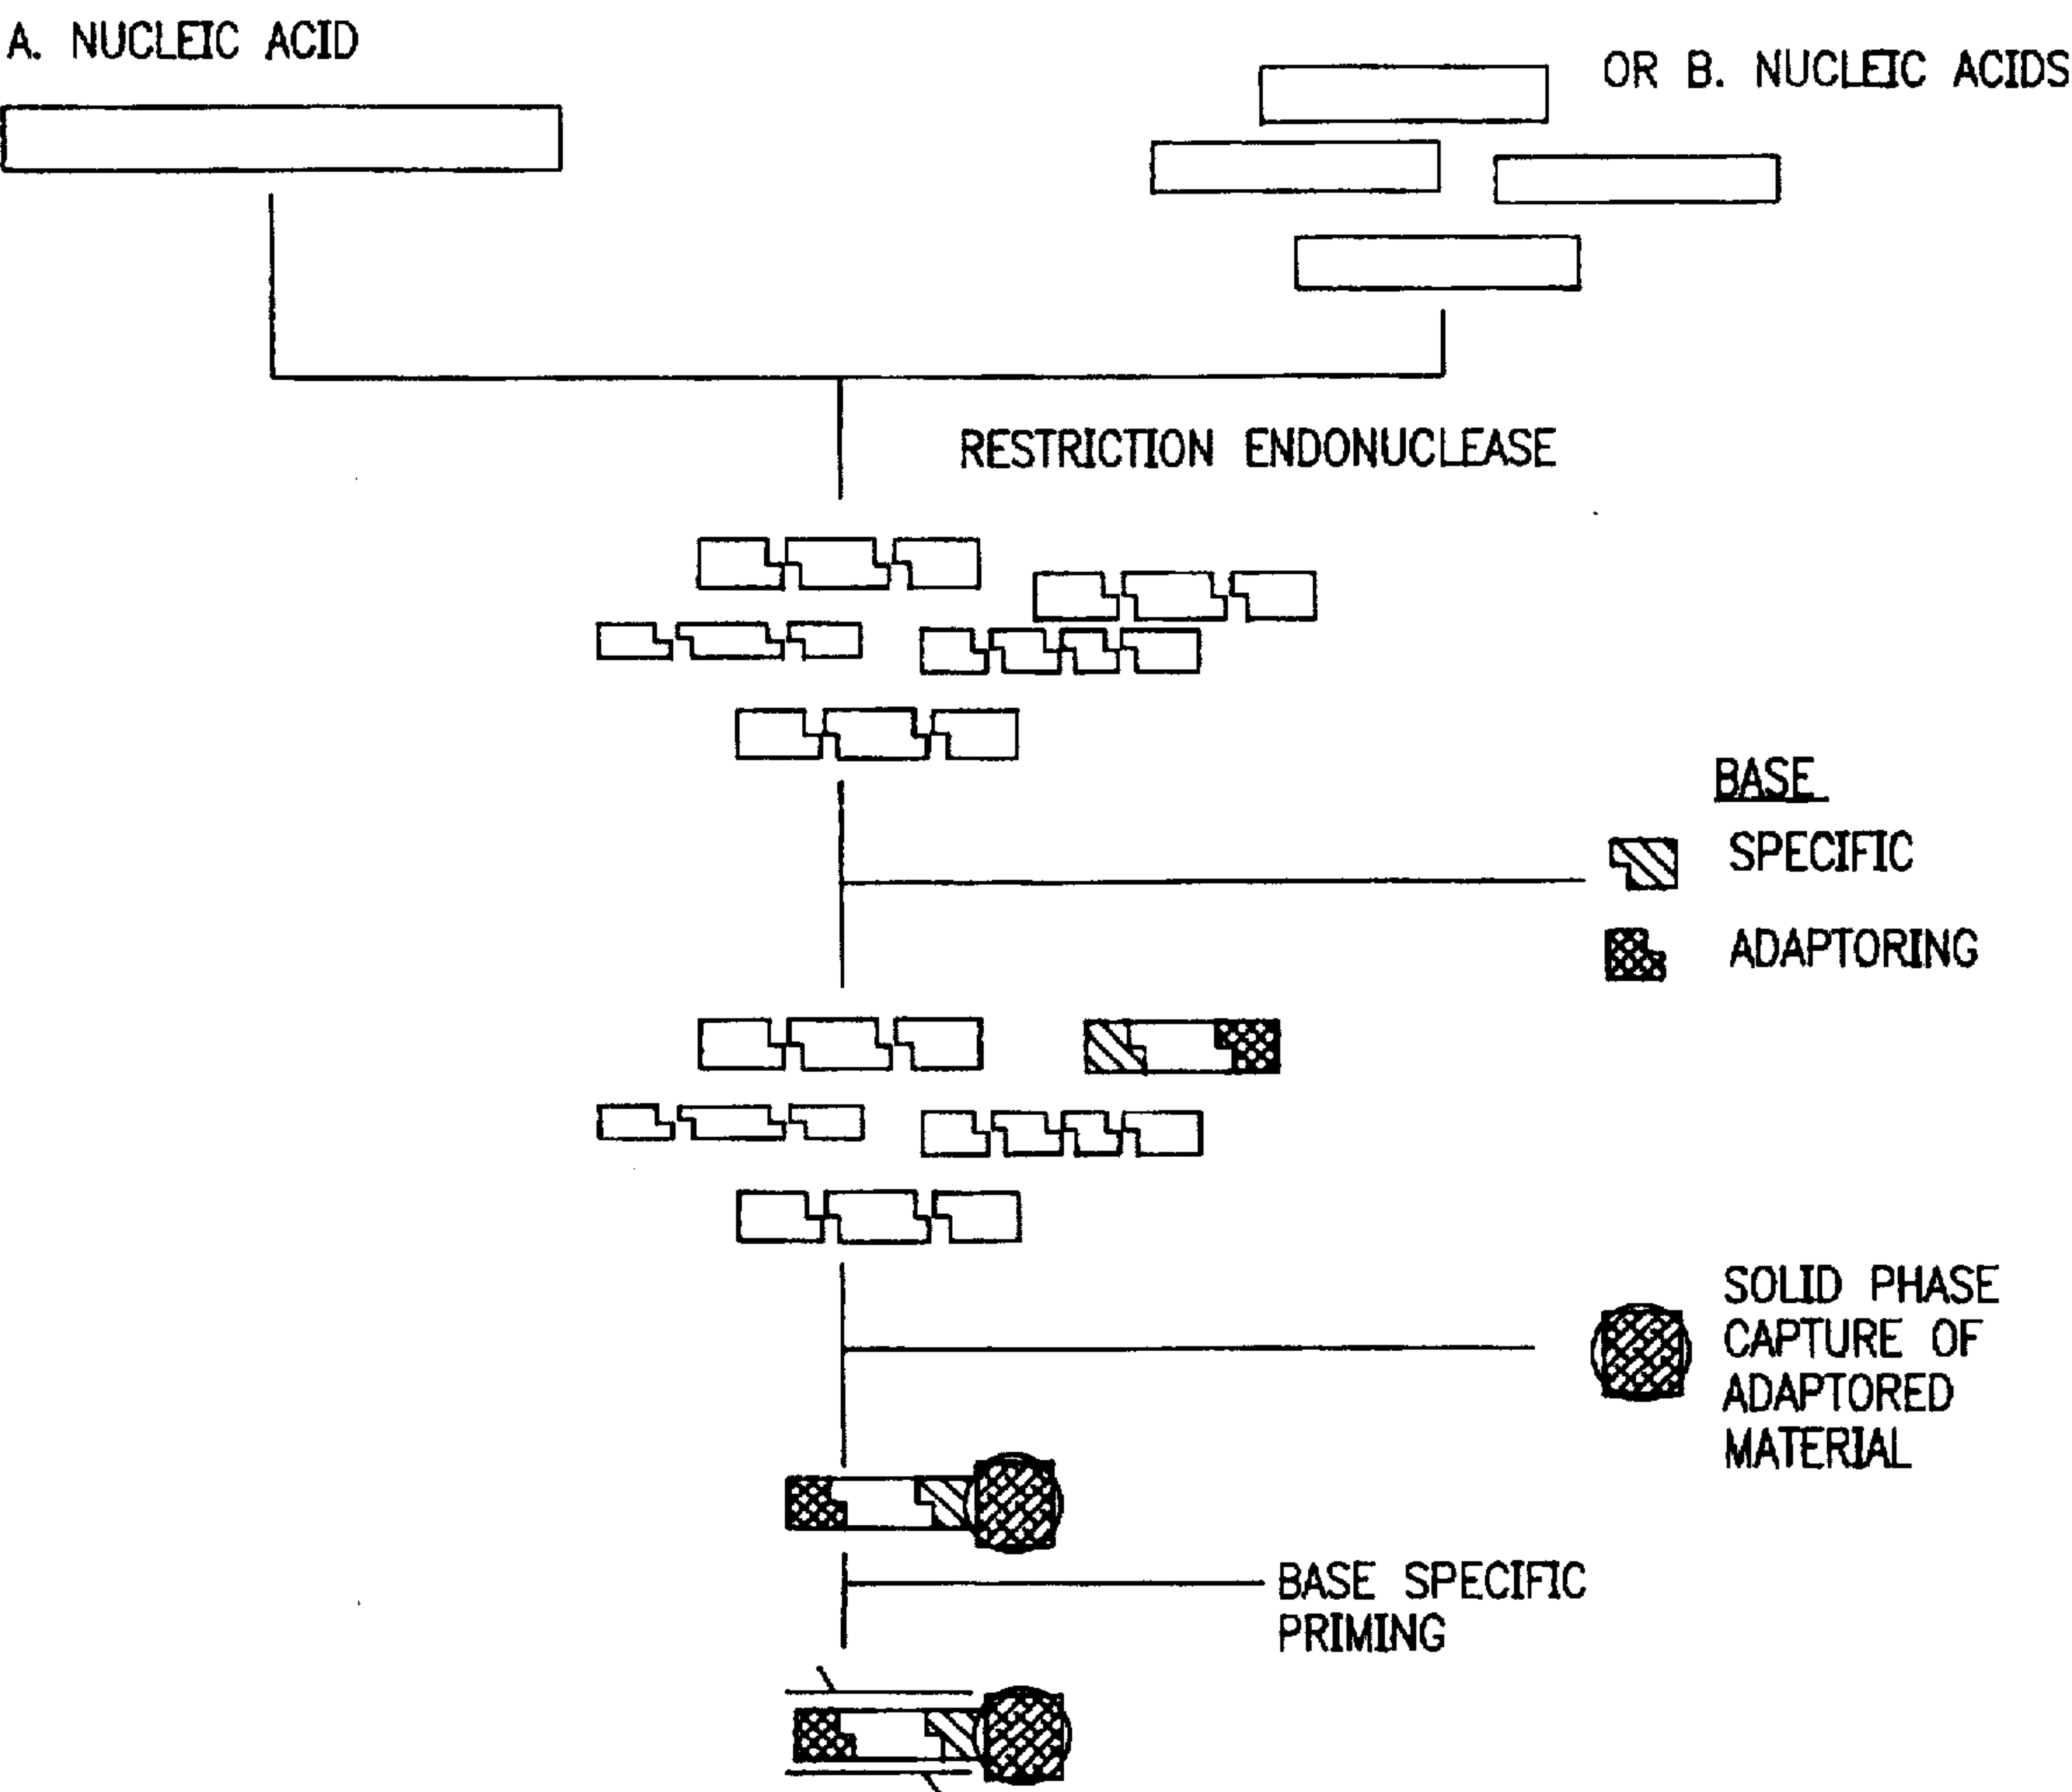 A. NUCLEIC ACID
OR B. NUCLEIC ACIDS
RESTRICTION ENDONUCLEASE
BASE
SPECIFIC
ADAPTORING
SOLID PHASE
CAPTURE OF
ADAPTORED
MATERIAL
BASE SPECIFIC
PRIMING